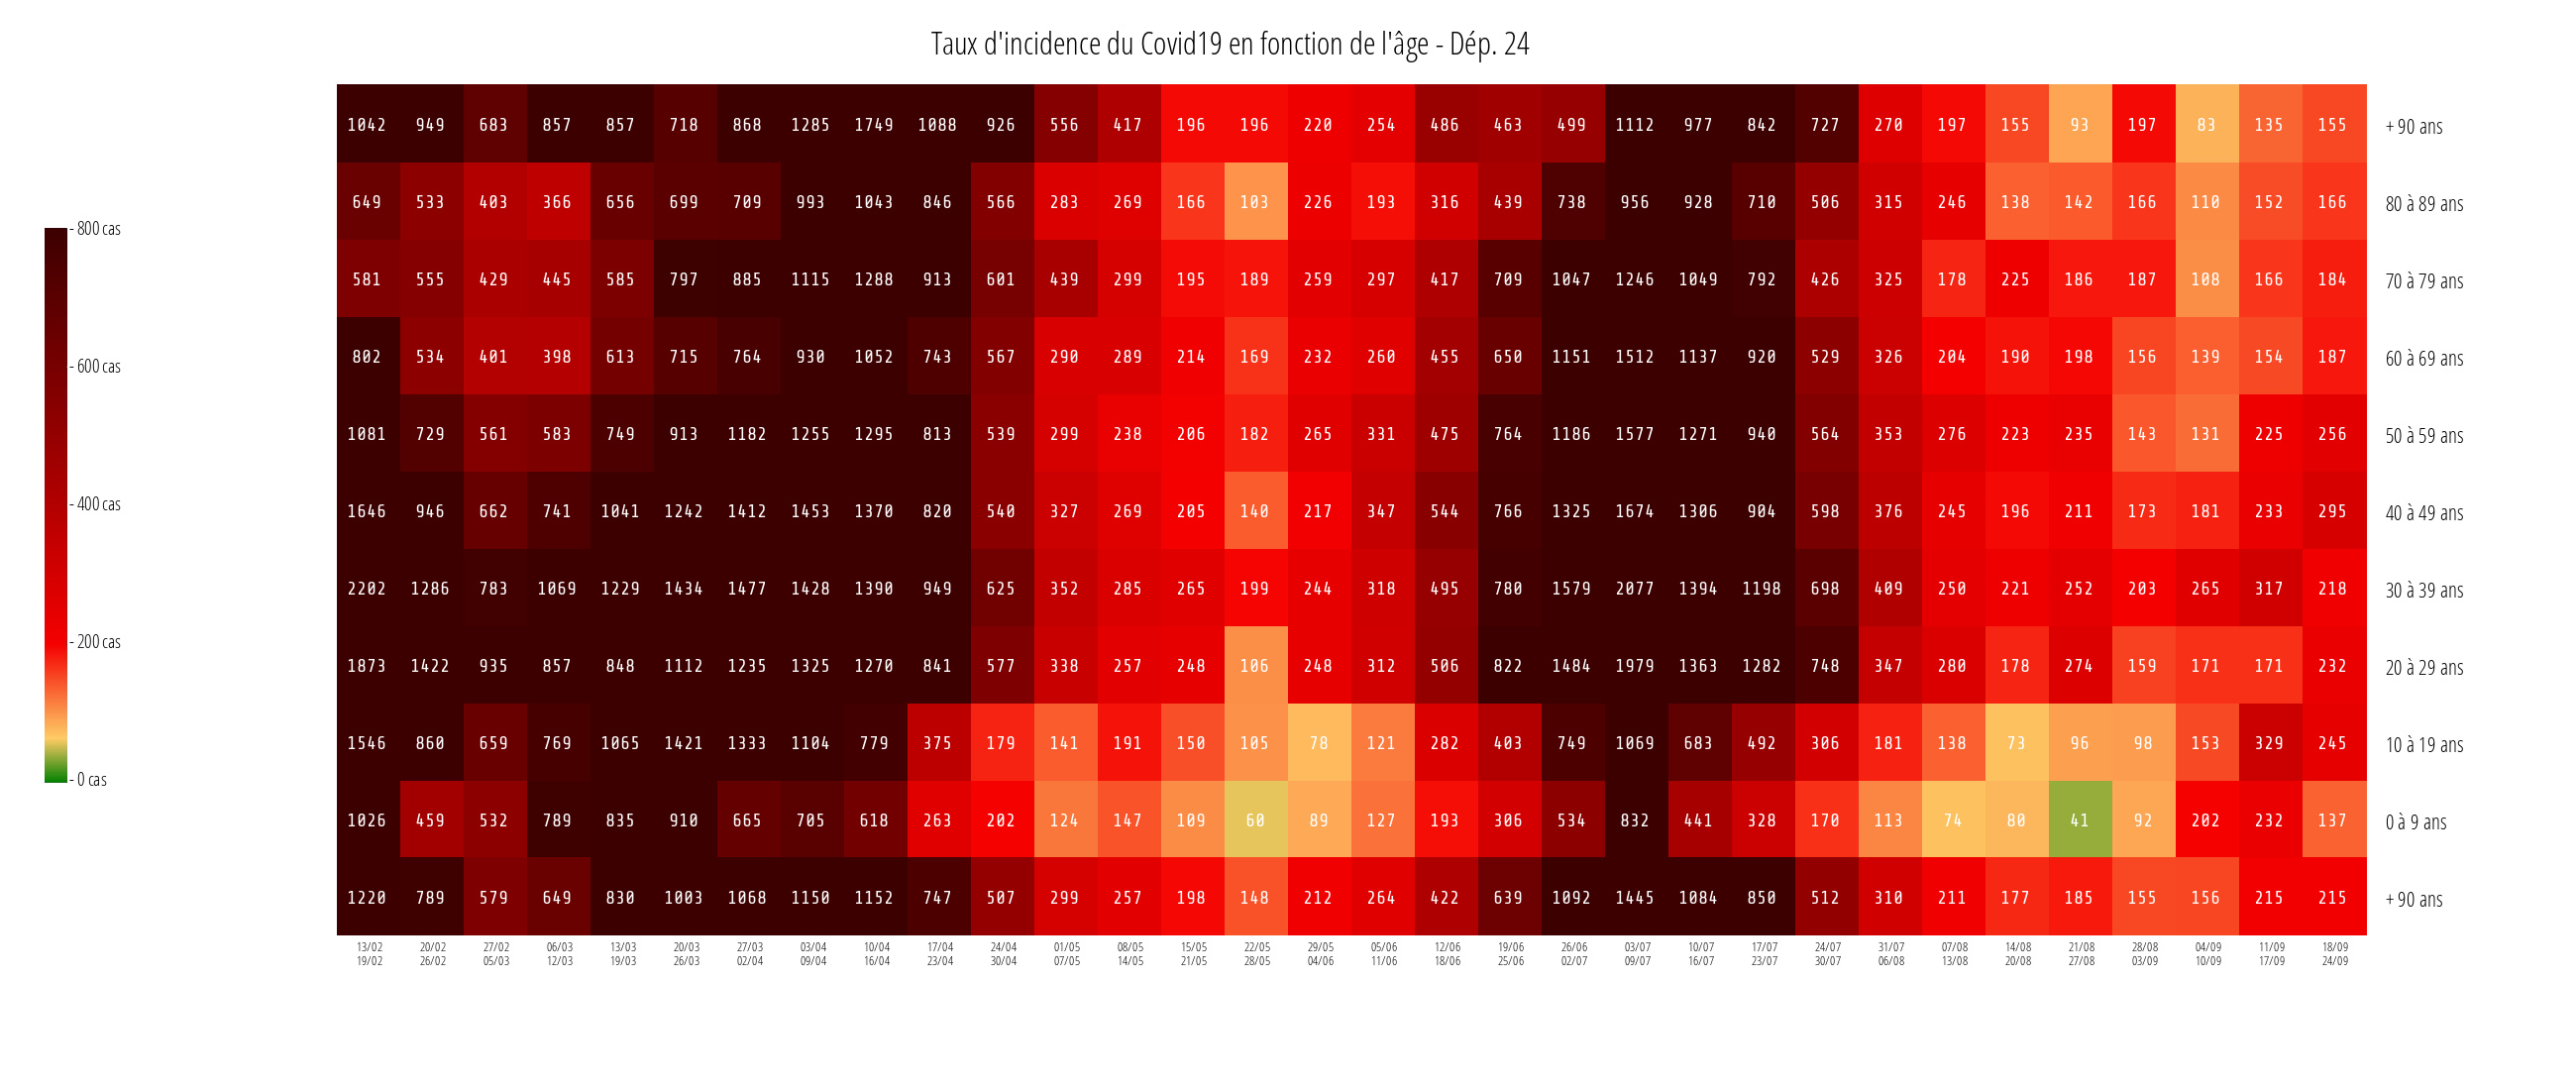 Taux d'incidence du Covid19 en fonction de l'âge - Dép. 24
1042 949 683 857 857 718 868 1285 1749 1088 926 556 417 196 196 220 254 486 463 499 1112 977 842 727 270 197 155 93 197 83 135 155 + 90 ans
649 533 403 366 656 699 709 993 1043 846 566 283 269 166 103 226 193 316 439 738 956 928 710 506 315 246 138 142 166 110 152 166 80 à 89 ans
- 800 cas
581 555 429 445 585 797 885 1115 1288 913 601 439 299 195 189 259 297 417 709 1047 1246 1049 792 426 325 178 225 186 187 108 166 184 70 à 79 ans
802 534 401 398 613 715 764 930 1052 743 567 290 289 214 169 232 260 455 650 1151 1512 1137 920 529 326 204 190 198 156 139 154 187 60 à 69 ans
- 600 cas
1081 729 561 583 749 913 1182 1255 1295 813 539 299 238 206 182 265 331 475 764 1186 1577 1271 940 564 353 276 223 235 143 131 225 256 50 à 59 ans
- 400 cas
1646 946 662 741 1041 1242 1412 1453 1370 820 540 327 269 205 140 217 347 544 766 1325 1674 1306 904 598 376 245 196 211 173 181 233 295 40 à 49 ans
2202 1286 783 1069 1229 1434 1477 1428 1390 949 625 352 285 265 199 244 318 495 780 1579 2077 1394 1198 698 409 250 221 252 203 265 317 218 30 à 39 ans
- 200 cas
1873 1422 935 857 848 1112 1235 1325 1270 841 577 338 257 248 106 248 312 506 822 1484 1979 1363 1282 748 347 280 178 274 159 171 171 232 20 à 29 ans
1546 860 659 769 1065 1421 1333 1104 779 375 179 141 191 150 105 78 121 282 403 749 1069 683 492 306 181 138 73 96 98 153 329 245 10 à 19 ans
- 0 cas
1026 459 532 789 835 910 665 705 618 263 202 124 147 109 60 89 127 193 306 534 832 441 328 170 113 74 80 41 92 202 232 137 0 à 9 ans
1220 789 579 649 830 1003 1068 1150 1152 747 507 299 257 198 148 212 264 422 639 1092 1445 1084 850 512 310 211 177 185 155 156 215 215 + 90 ans
13/02 20/02 27/02 06/03 13/03 20/03 27/03 03/04 10/04 17/04 24/04 01/05 08/05 15/05 22/05 29/05 05/06 12/06 19/06 26/06 03/07 10/07 17/07 24/07 31/07 07/08 14/08 21/08 28/08 04/09 11/09 18/09
19/02 26/02 05/03 12/03 19/03 26/03 02/04 09/04 16/04 23/04 30/04 07/05 14/05 21/05 28/05 04/06 11/06 18/06 25/06 02/07 09/07 16/07 23/07 30/07 06/08 13/08 20/08 27/08 03/09 10/09 17/09 24/09